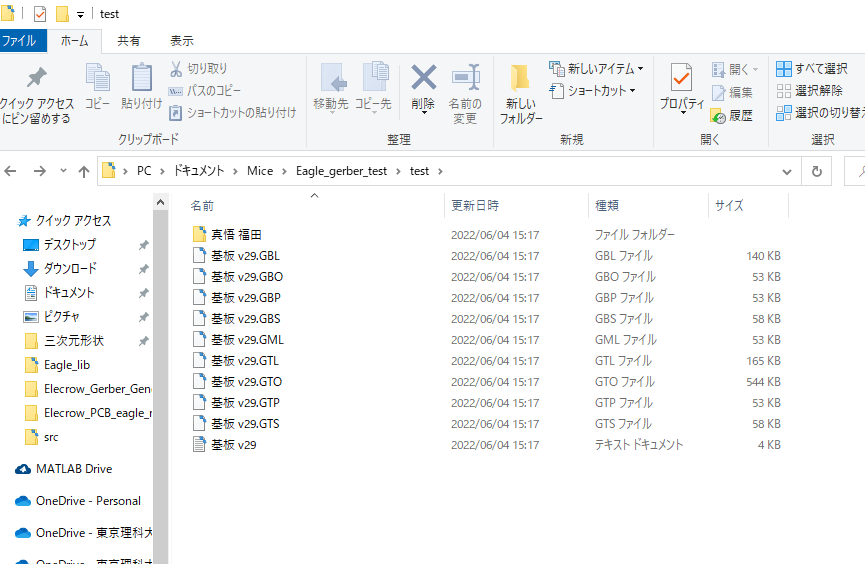 test
ファイル ホーム 共有 表示
クイック アクセス
にピン留めする
コピー
貼り付け
切り取り
パスのコピー
ショートカットの貼り付け
クリップボード
移動先
コピー先
削除
名前の
変更
整理
新しい
フォルダー
新しいアイテム
ショートカット
新規
プロパティ
開く
編集
履歴
開く
すべて選択
選択解除
選択の切り替え
選択
PC ドキュメント Mice Eagle_gerber_test test
クイック アクセス
デスクトップ
ダウンロード
ドキュメント
ピクチャ
三次元形状
Eagle_lib
Elecrow_Gerber_Gen
Elecrow_PCB_eagle_r
src
MATLAB Drive
OneDrive - Personal
OneDrive - 東京理科大
OneDrive - 東京理科大
名前 更新日時 種類 サイズ
真悟 福田 2022/06/04 15:17 ファイル フォルダー
基板 v29.GBL 2022/06/04 15:17 GBL ファイル 140 KB
基板 v29.GBO 2022/06/04 15:17 GBO ファイル 53 KB
基板 v29.GBP 2022/06/04 15:17 GBP ファイル 53 KB
基板 v29.GBS 2022/06/04 15:17 GBS ファイル 58 KB
基板 v29.GML 2022/06/04 15:17 GML ファイル 53 KB
基板 v29.GTL 2022/06/04 15:17 GTL ファイル 165 KB
基板 v29.GTO 2022/06/04 15:17 GTO ファイル 544 KB
基板 v29.GTP 2022/06/04 15:17 GTP ファイル 53 KB
基板 v29.GTS 2022/06/04 15:17 GTS ファイル 58 KB
基板 v29 2022/06/04 15:17 テキスト ドキュメント 4 KB